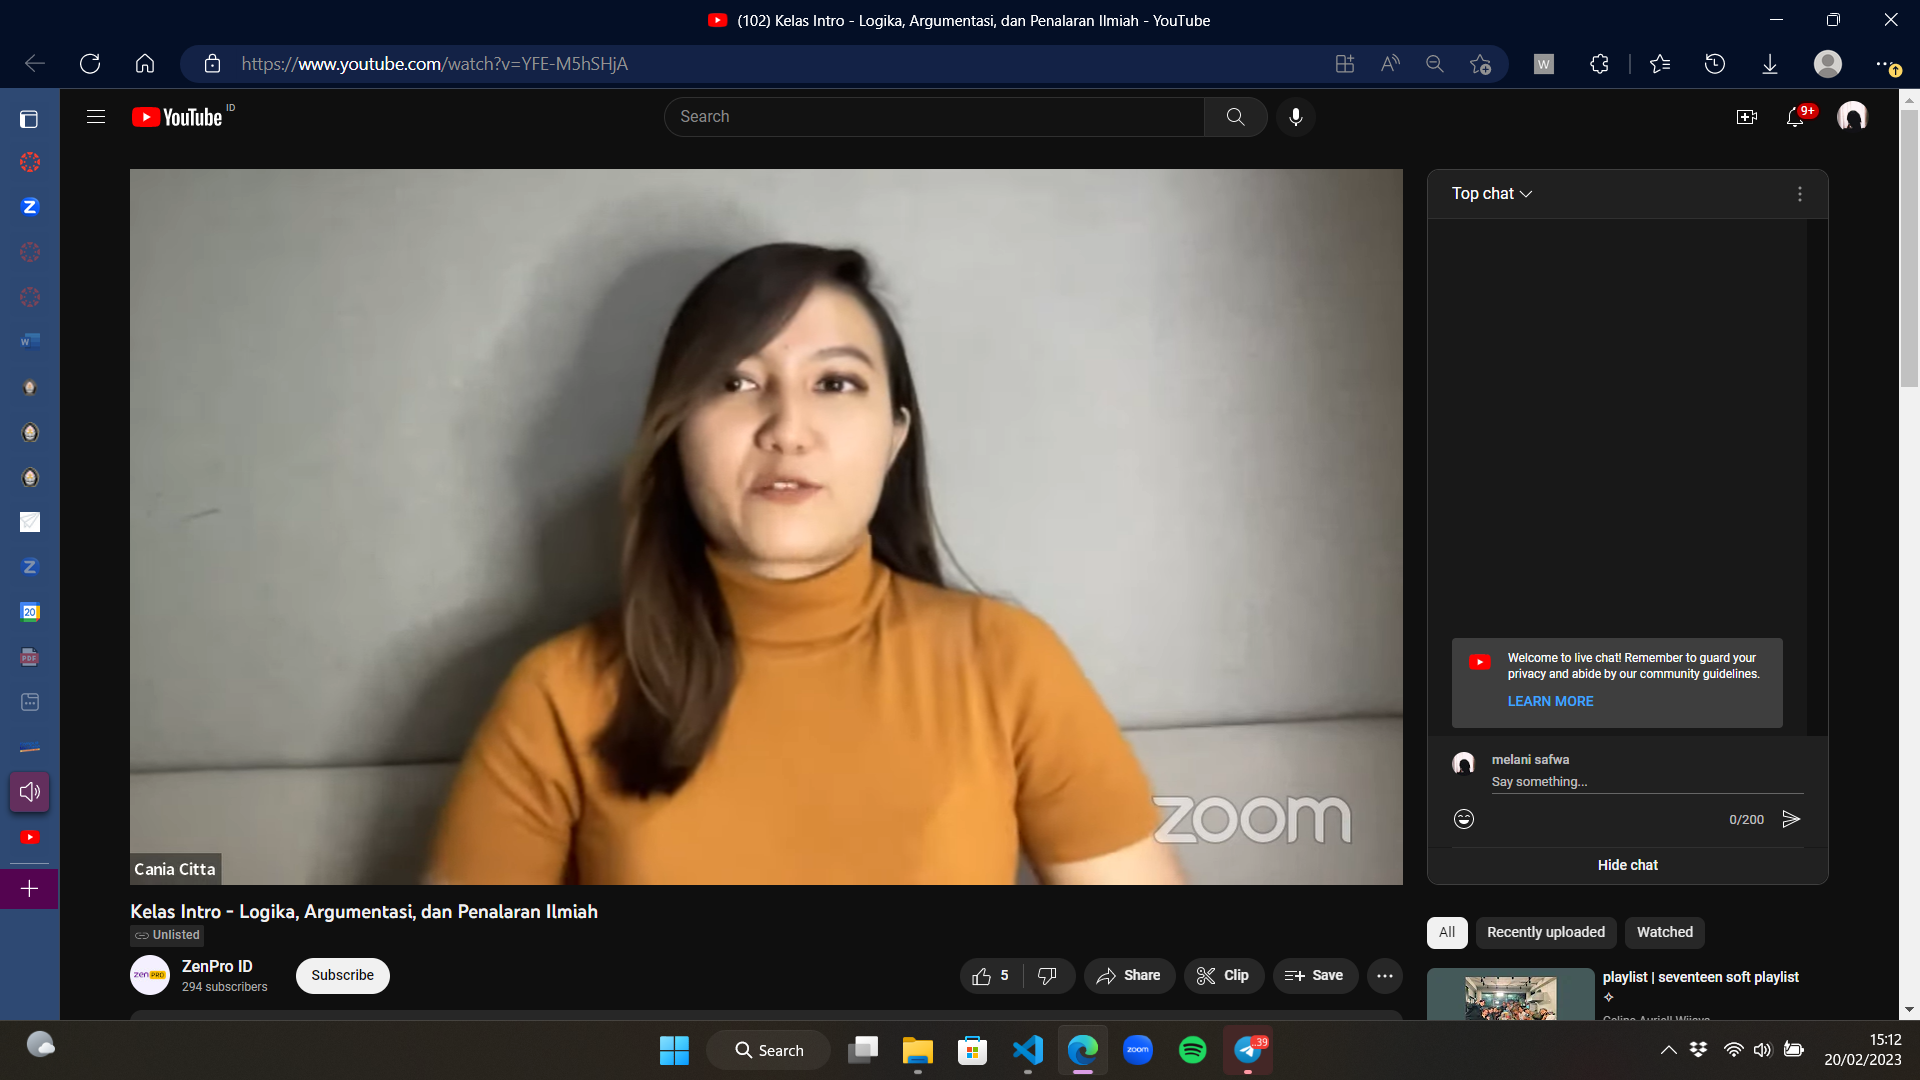 (102) Kelas Intro - Logika, Argumentasi, dan Penalaran Ilmiah - YouTube
https://www.youtube.com/watch?v=YFE-M5hSHjA
YouTube ID
Search
9+
Top chat
Welcome to live chat! Remember to guard your
privacy and abide by our community guidelines.
LEARN MORE
melani safwa
Say something...
0/200
Hide chat
zoom
Cania Citta
Kelas Intro - Logika, Argumentasi, dan Penalaran Ilmiah
Unlisted
ZenPro ID
294 subscribers
Subscribe
5
Share
Clip
Save
All
Recently uploaded
Watched
playlist | seventeen soft playlist
Search
zoom
..39
15:12
20/02/2023